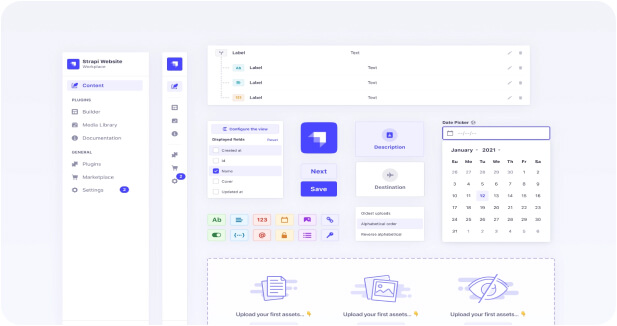 Strapi Website
Workplace
Content
PLUGINS
Builder
Media Library
Documentation
GENERAL
Plugins
Marketplace
Settings
2
2
Label
Text
Label
Text
Label
Text
Label
Text
123
Configure the view
Displayed fields
Reset
Created at
Id
Name
Cover
Updated at
Next
Save
Description
Destination
Ab
123
{···}
@
Oldest uploads
Alphabetical order
Reverse alphabetical
Date Picker
--/--/--
January 2021
Su Mo Tu We Th Fr Sa
26 27 28 29 30 1 2
3 4 5 6 7 8 9
10 11 12 13 14 15 16
17 18 19 20 21 22 23
24 25 26 27 28 29 30
31 1 2 3 4 5 6
Upload your first assets... 👇
Upload your first assets... 👇
Upload your first assets... 👇